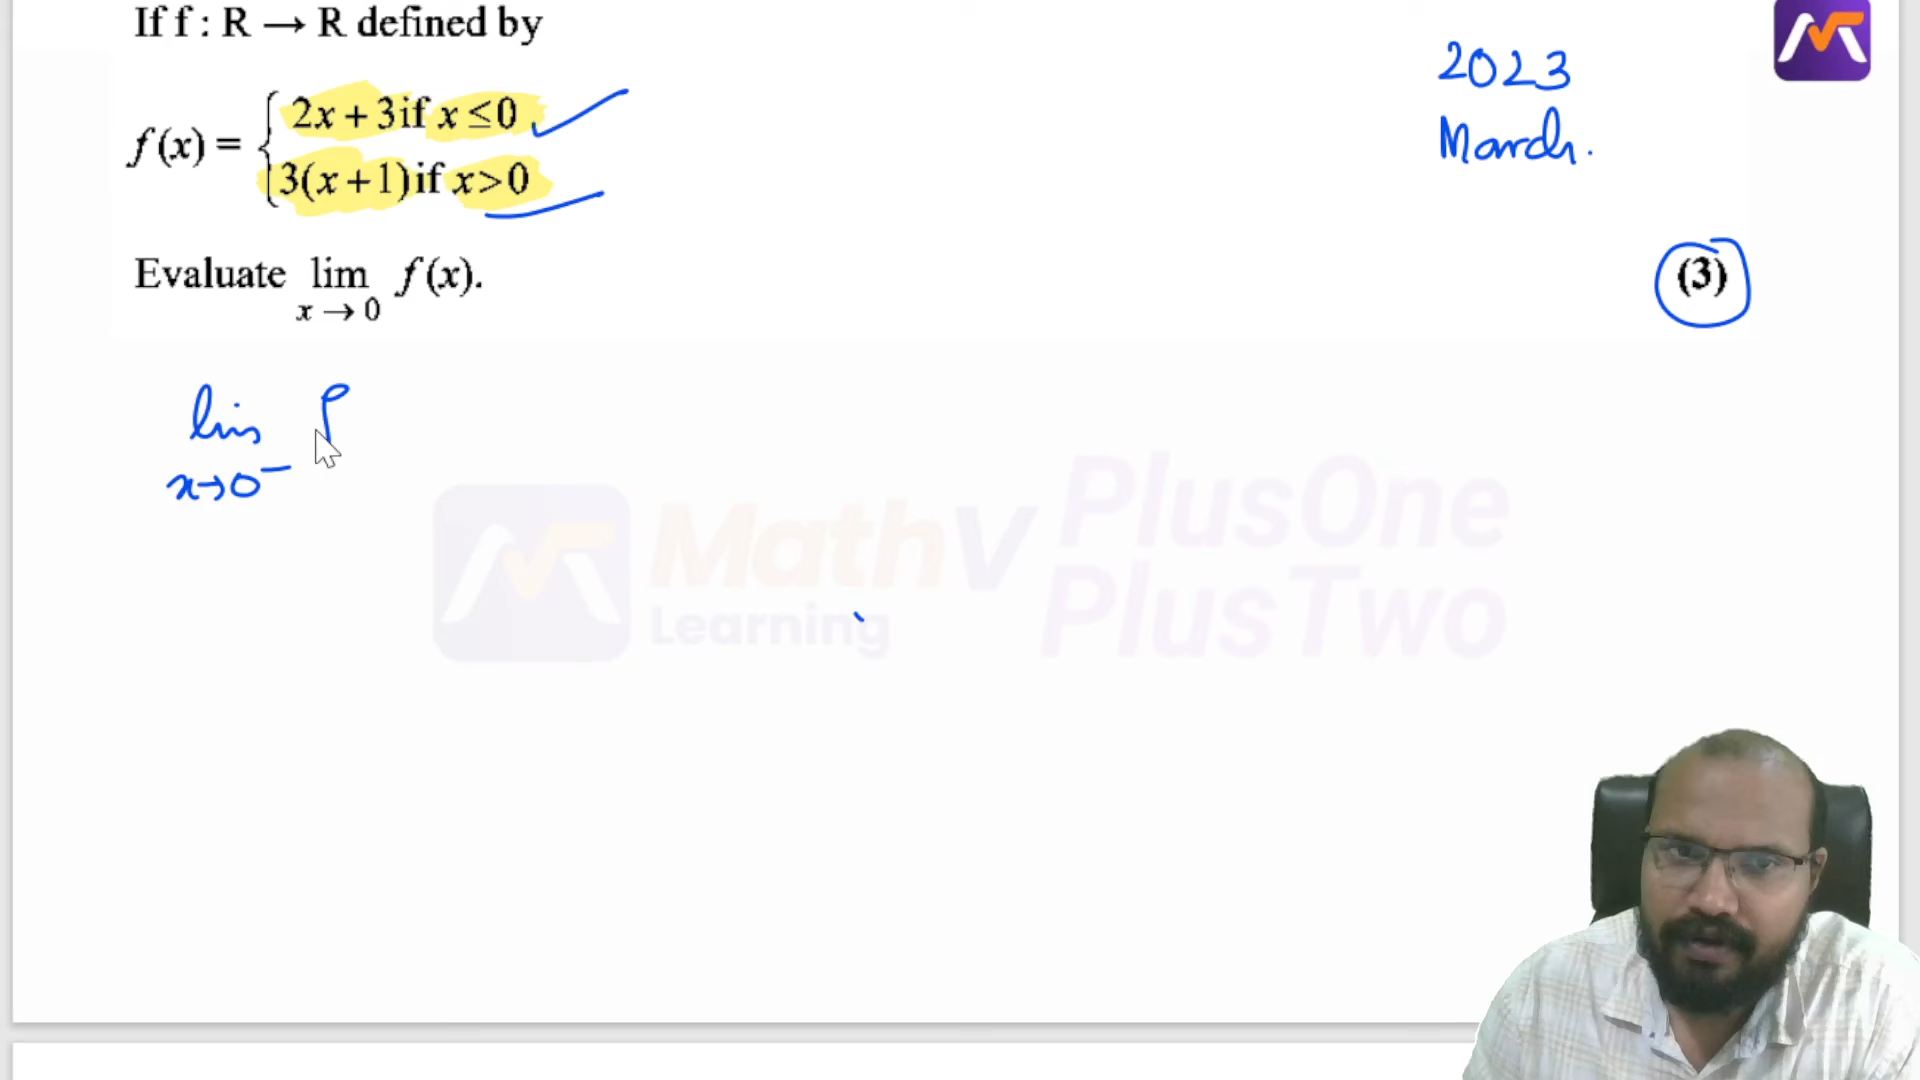 If f : R → R defined by
2023
March.
f(x) = { 2x + 3 if x ≤ 0
3(x + 1) if x > 0
Evaluate lim f(x).
x → 0
(3)
lim f
x→0⁻
MathV PlusOne
Learning PlusTwo